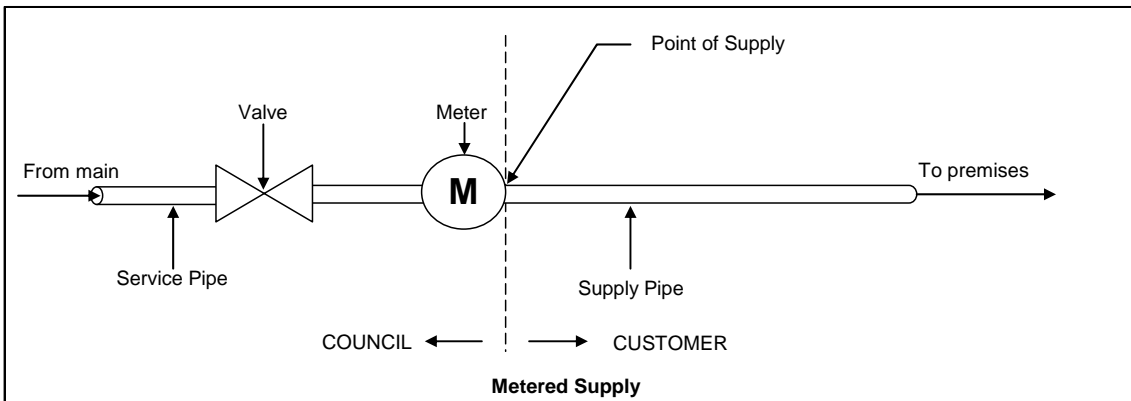 Point of Supply
Valve
Meter
From main
M
To premises
Service Pipe
Supply Pipe
COUNCIL
CUSTOMER
Metered Supply